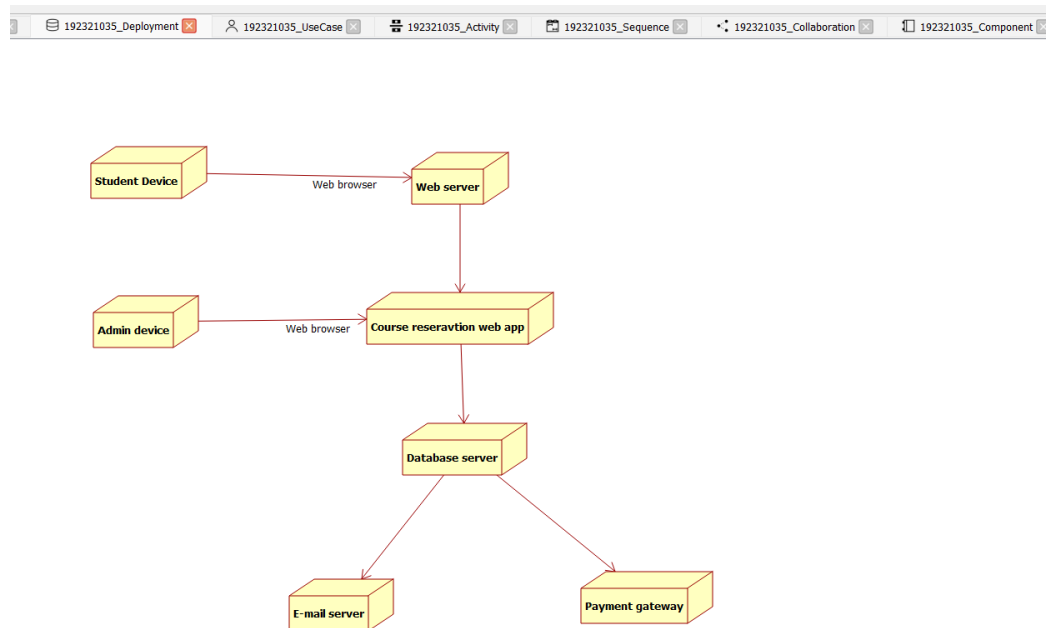 192321035_Deployment
192321035_UseCase
192321035_Activity
192321035_Sequence
192321035_Collaboration
192321035_Component
Student Device
Web browser
Web server
Admin device
Web browser
Course reseravtion web app
Database server
E-mail server
Payment gateway